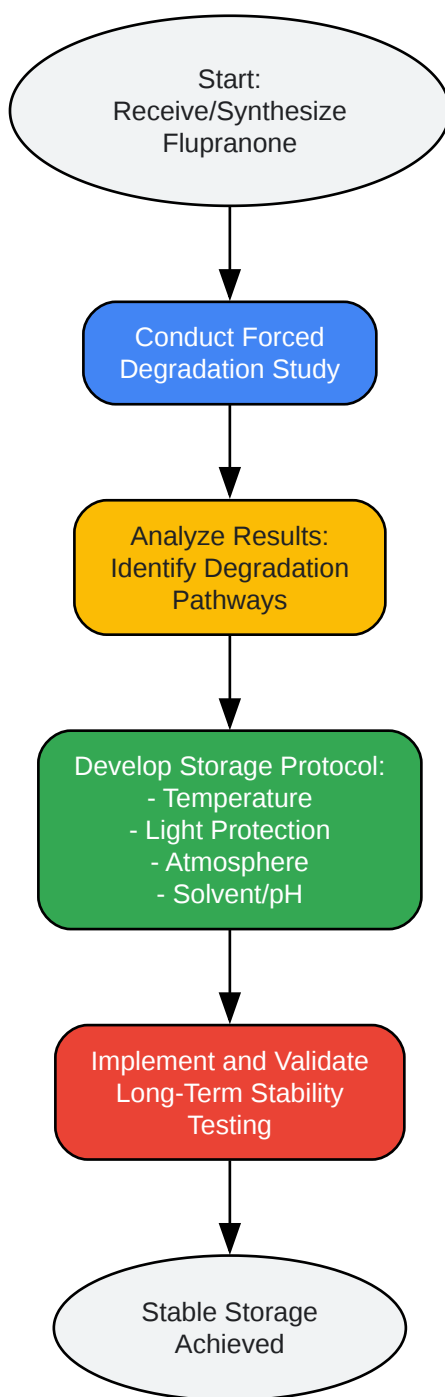 Start:
Receive/Synthesize
Flupranone
Conduct Forced
Degradation Study
Analyze Results:
Identify Degradation
Pathways
Develop Storage Protocol:
- Temperature
- Light Protection
- Atmosphere
- Solvent/pH
Implement and Validate
Long-Term Stability
Testing
Stable Storage
Achieved